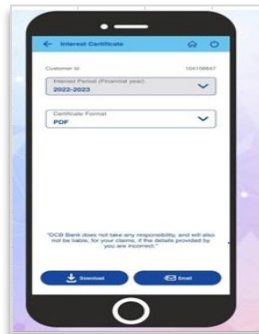 Interest Certificate
Customer Id 104156847
Interest Period (Financial year)
2022-2023
Certificate Format
PDF
"DCB Bank does not take any responsibility, and will also
not be liable, for your claims, if the details provided by
you are incorrect."
Download Email